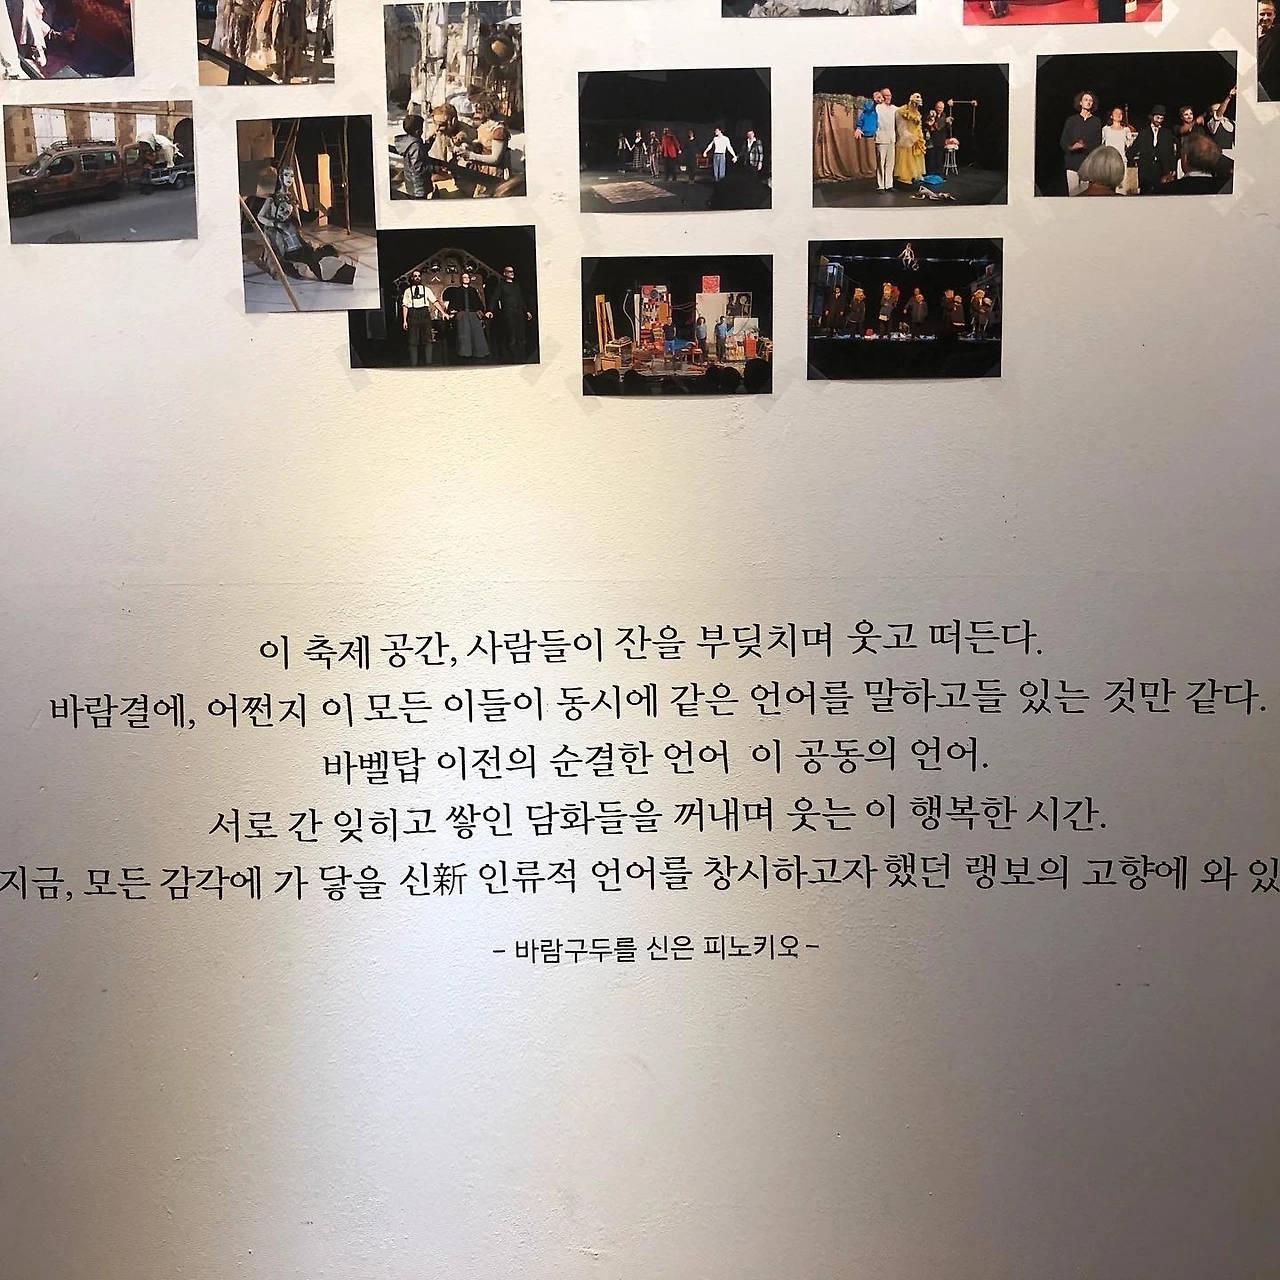 이 축제 공간, 사람들이 잔을 부딪치며 웃고 떠든다.
바람결에, 어쩐지 이 모든 이들이 동시에 같은 언어를 말하고들 있는 것만 같다.
바벨탑 이전의 순결한 언어 이 공동의 언어.
서로 간 잊히고 쌓인 담화들을 꺼내며 웃는 이 행복한 시간.
지금, 모든 감각에 가 닿을 신新 인류적 언어를 창시하고자 했던 랭보의 고향에 와 있
- 바람구두를 신은 피노키오 -